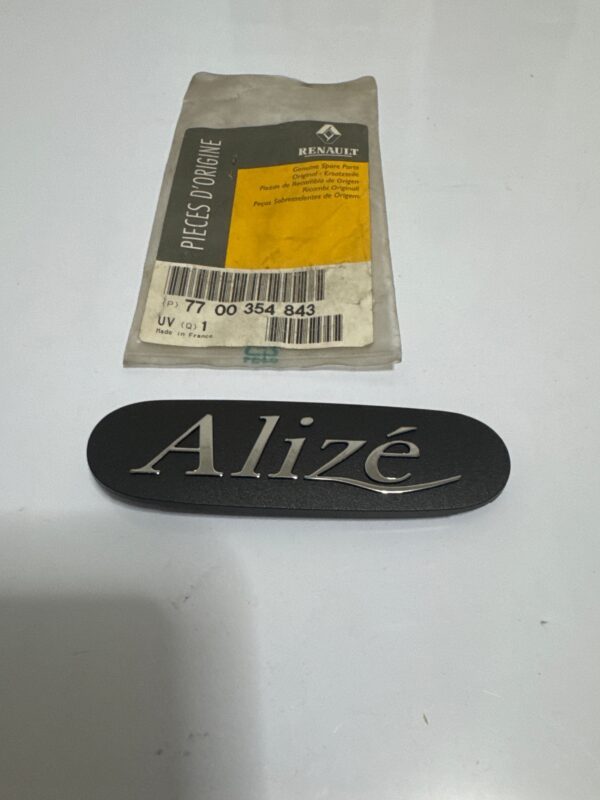 PIECES D'ORIGINE
RENAULT
Genuine Spare Parts
Original - Ersatzteile
Piezas de Recambio de Origen
Ricambi Originali
Peças Sobresselentes de Origem
(P) 77 00 354 843
UV (Q) 1
Made in France
Alizé